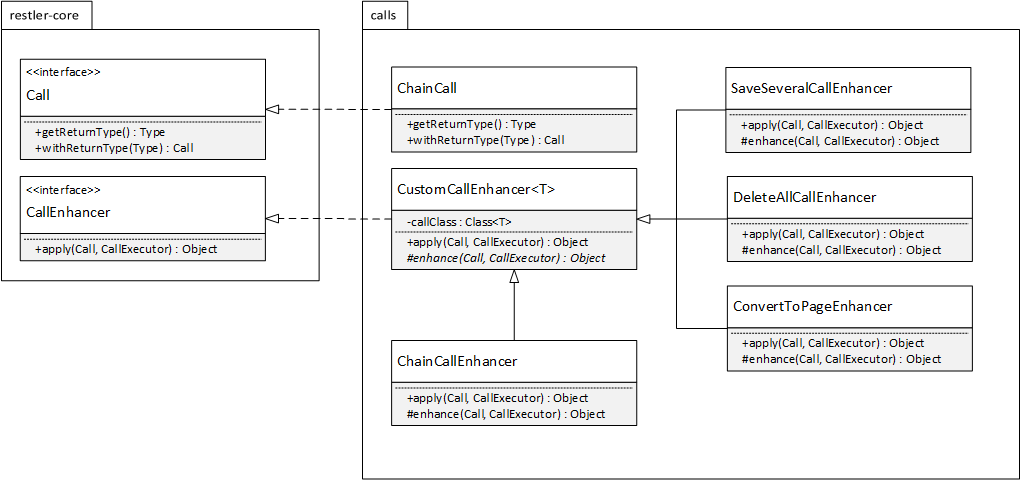 restler-core
<<interface>>
Call
+getReturnType() : Type
+withReturnType(Type) : Call
<<interface>>
CallEnhancer
+apply(Call, CallExecutor) : Object
calls
ChainCall
+getReturnType() : Type
+withReturnType(Type) : Call
CustomCallEnhancer<T>
-callClass : Class<T>
+apply(Call, CallExecutor) : Object
#enhance(Call, CallExecutor) : Object
ChainCallEnhancer
+apply(Call, CallExecutor) : Object
#enhance(Call, CallExecutor) : Object
SaveSeveralCallEnhancer
+apply(Call, CallExecutor) : Object
#enhance(Call, CallExecutor) : Object
DeleteAllCallEnhancer
+apply(Call, CallExecutor) : Object
#enhance(Call, CallExecutor) : Object
ConvertToPageEnhancer
+apply(Call, CallExecutor) : Object
#enhance(Call, CallExecutor) : Object